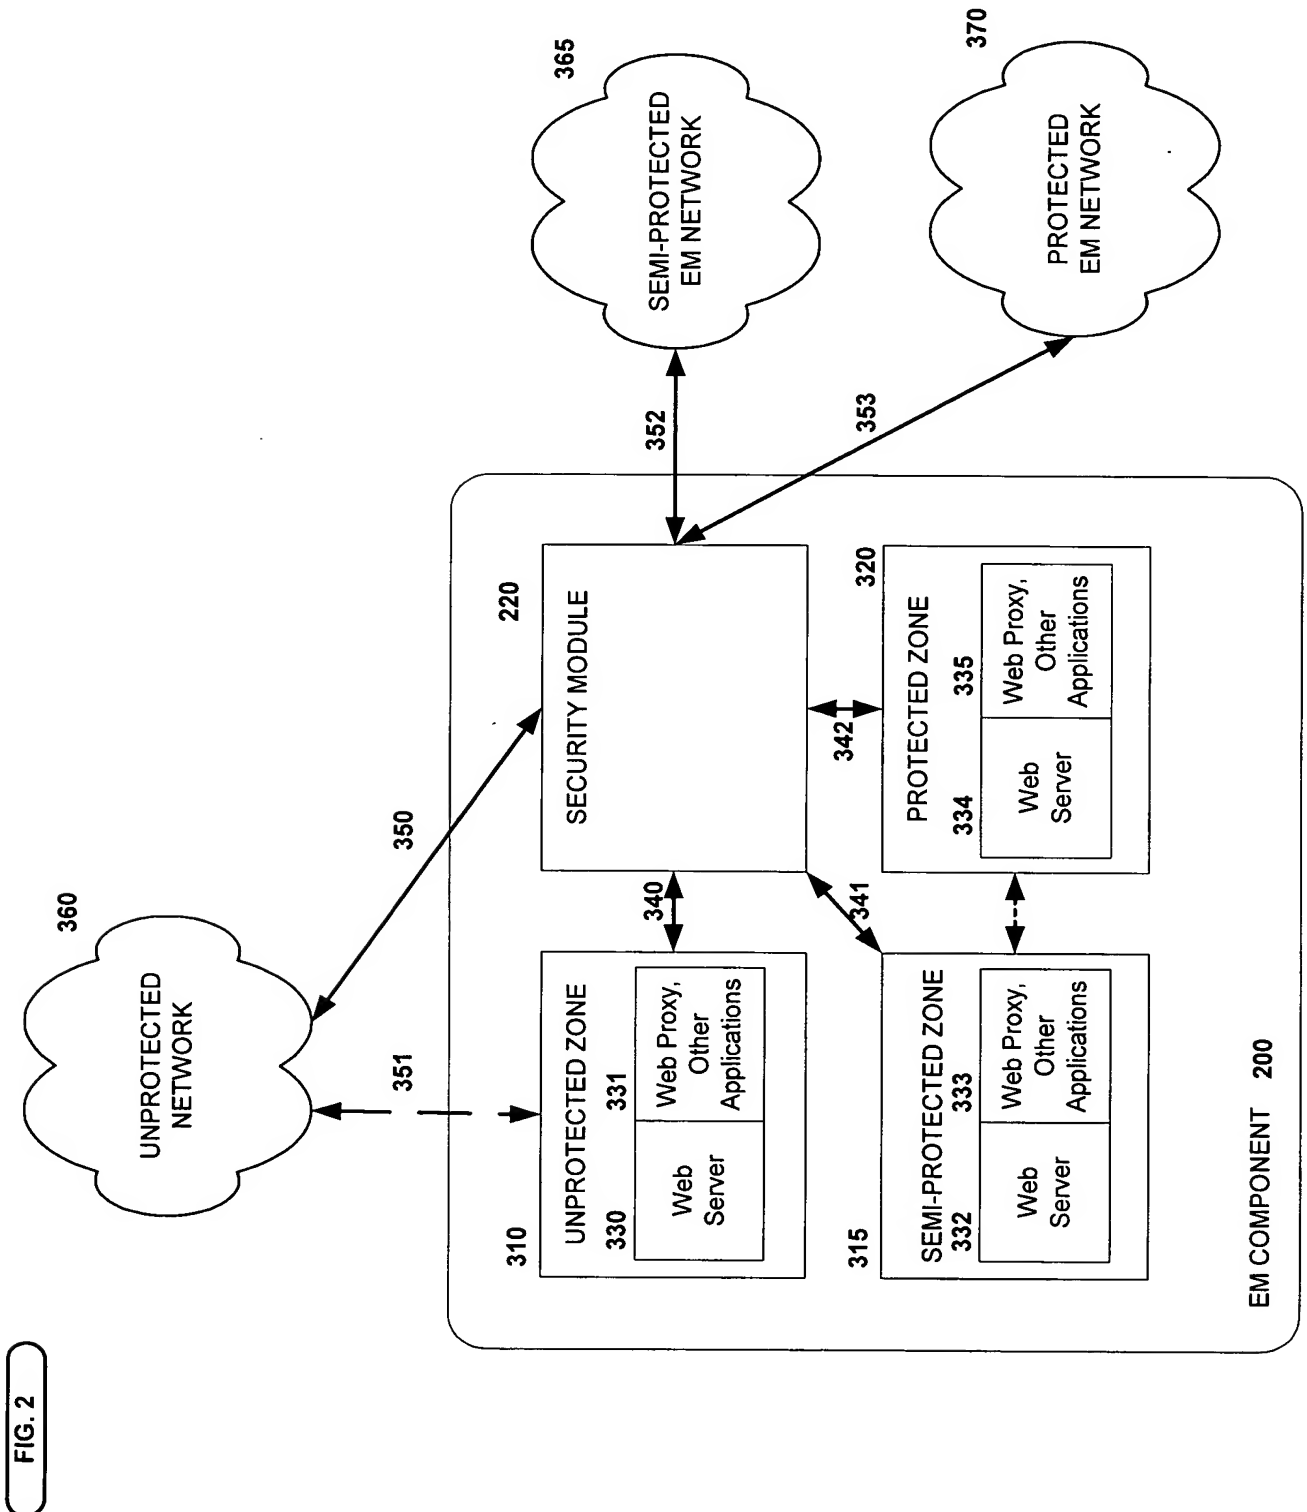 FIG. 2
UNPROTECTED
NETWORK
360
351
350
365
SEMI-PROTECTED
EM NETWORK
352
370
PROTECTED
EM NETWORK
353
310
UNPROTECTED ZONE
330
331
Web
Server
Web Proxy,
Other
Applications
340
220
SECURITY MODULE
341
342
315
SEMI-PROTECTED ZONE
332
333
Web
Server
Web Proxy,
Other
Applications
320
PROTECTED ZONE
334
335
Web
Server
Web Proxy,
Other
Applications
EM COMPONENT 200